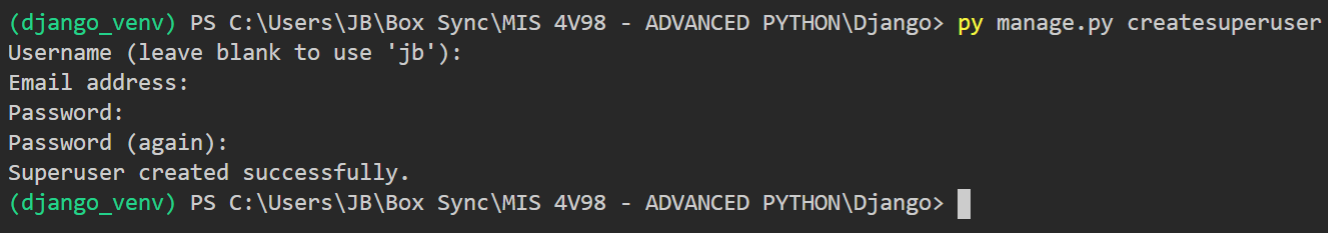 (django_venv) PS C:\Users\JB\Box Sync\MIS 4V98 - ADVANCED PYTHON\Django> py manage.py createsuperuser
Username (leave blank to use 'jb'):
Email address:
Password:
Password (again):
Superuser created successfully.
(django_venv) PS C:\Users\JB\Box Sync\MIS 4V98 - ADVANCED PYTHON\Django>